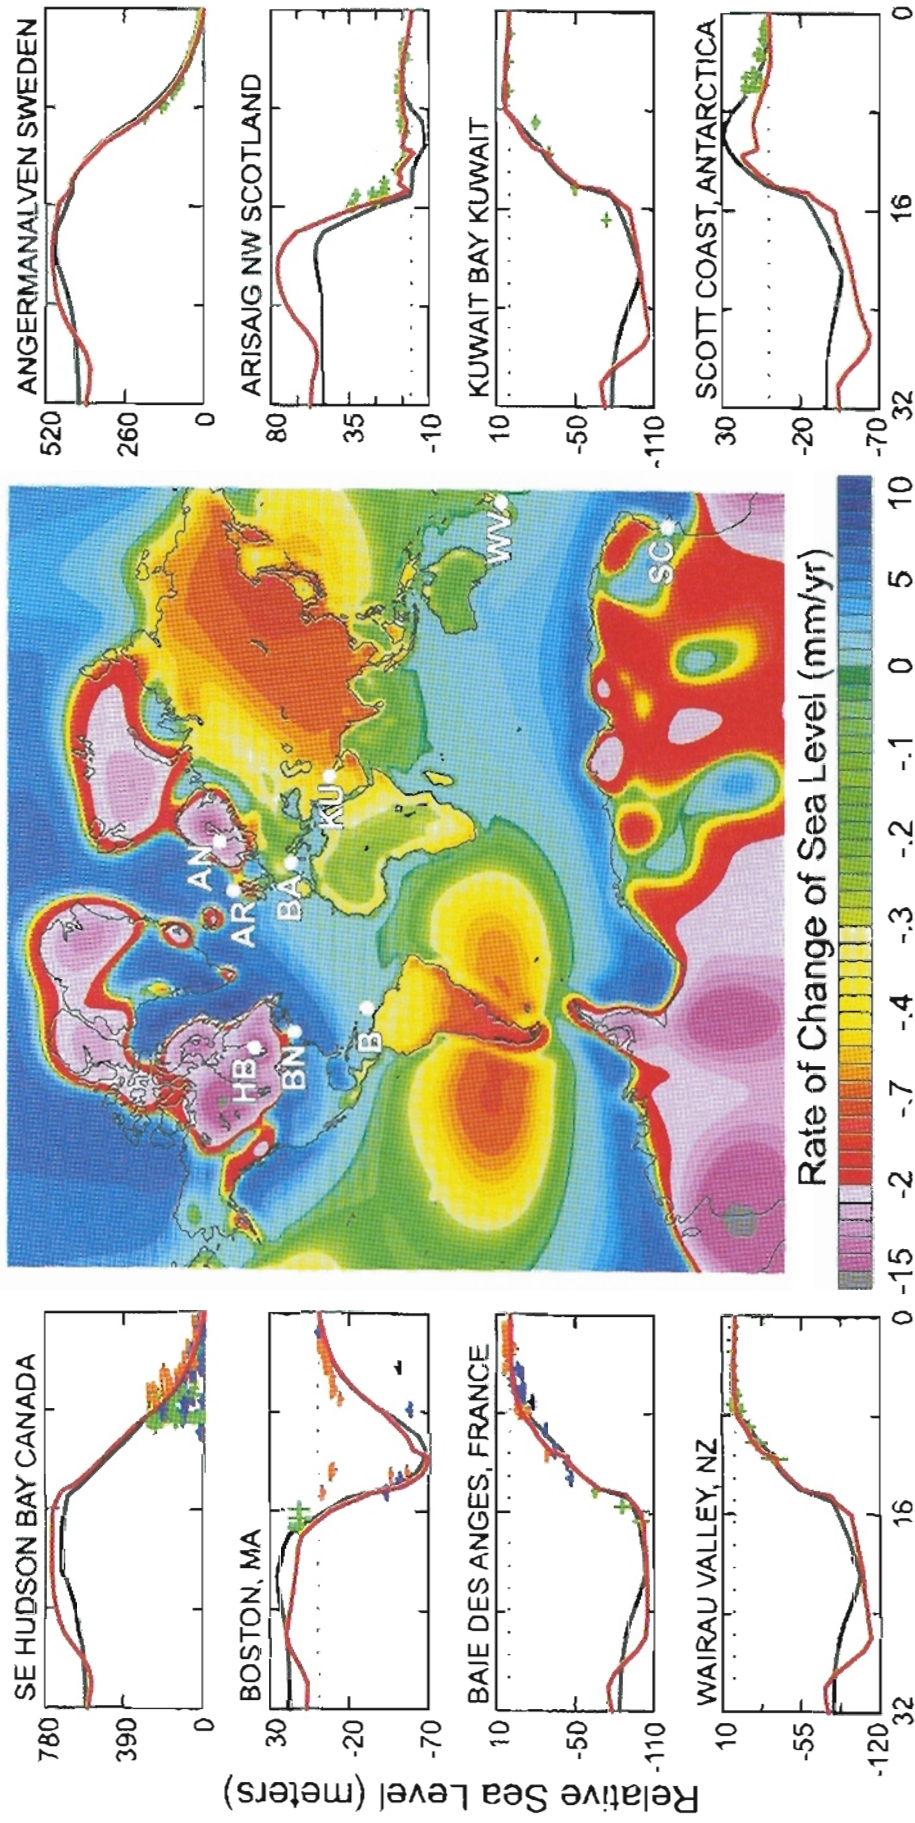 SE HUDSON BAY CANADA
780
390
0
BOSTON, MA
30
-20
-70
BAIE DES ANGES, FRANCE
10
-50
-110
WAIRAU VALLEY, NZ
10
-55
-120
32
16
0
Relative Sea Level (meters)
AN
AR
BA
KU
HB
BN
B
WV
SC
Rate of Change of Sea Level (mm/yr)
-15
-2
-.7
-.4
-.3
-.2
-.1
0
5
10
ANGERMANALVEN SWEDEN
520
260
0
ARISAIG NW SCOTLAND
80
35
-10
KUWAIT BAY KUWAIT
10
-50
-110
SCOTT COAST, ANTARCTICA
30
-20
-70
32
16
0